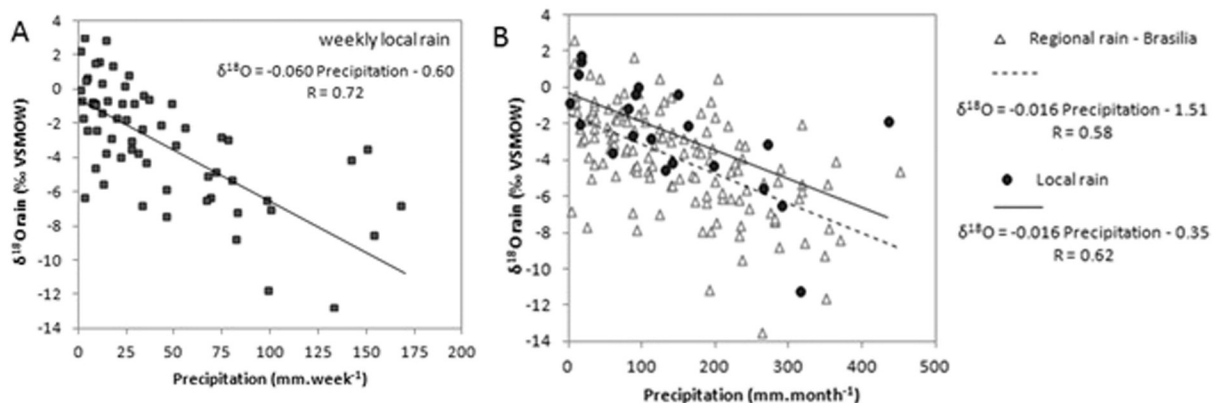 A
weekly local rain
δ18O = -0.060 Precipitation - 0.60
R = 0.72
4
2
0
-2
-4
-6
-8
-10
-12
-14
0 25 50 75 100 125 150 175 200
δ18O rain (‰ VSMOW)
Precipitation (mm.week-1)
B
4
2
0
-2
-4
-6
-8
-10
-12
-14
0 100 200 300 400 500
δ18O rain (‰ VSMOW)
Precipitation (mm.month-1)
Regional rain - Brasilia
δ18O = -0.016 Precipitation - 1.51
R = 0.58
Local rain
δ18O = -0.016 Precipitation - 0.35
R = 0.62